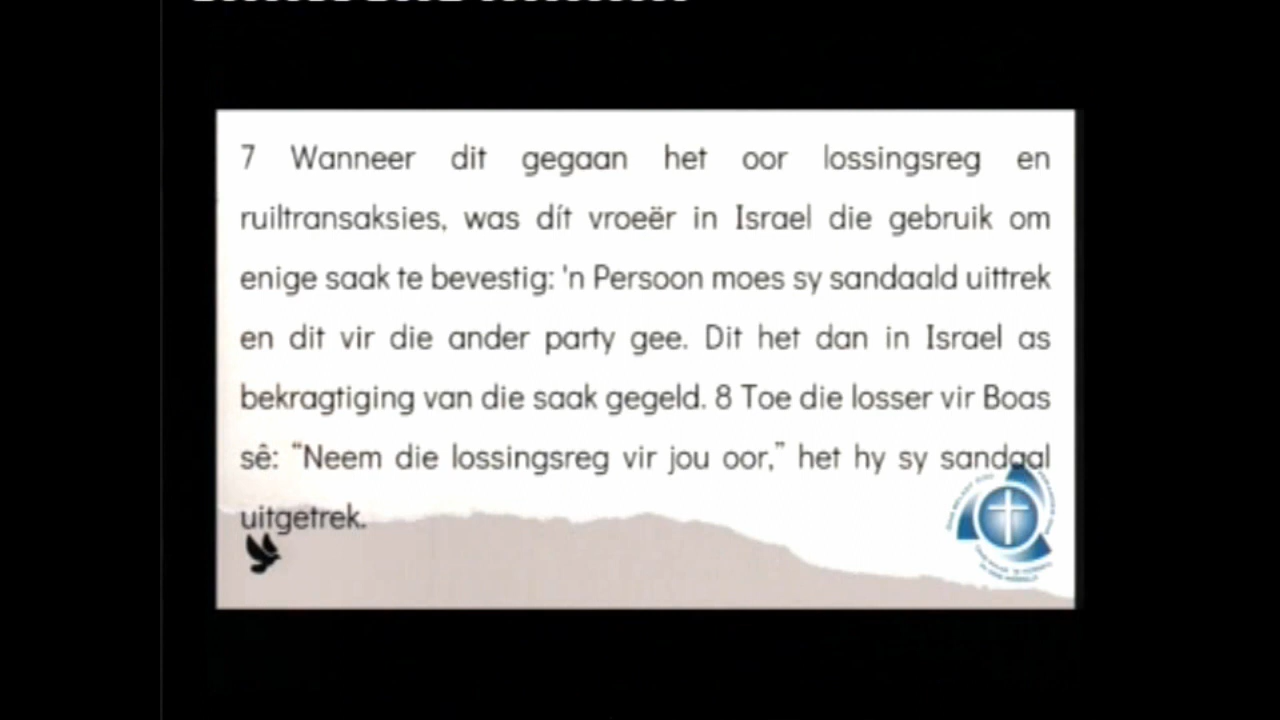 7 Wanneer dit gegaan het oor lossingsreg en
ruiltransaksies, was dít vroeër in Israel die gebruik om
enige saak te bevestig: 'n Persoon moes sy sandaald uittrek
en dit vir die ander party gee. Dit het dan in Israel as
bekragtiging van die saak gegeld. 8 Toe die losser vir Boas
sê: “Neem die lossingsreg vir jou oor,” het hy sy sandaal
uitgetrek.